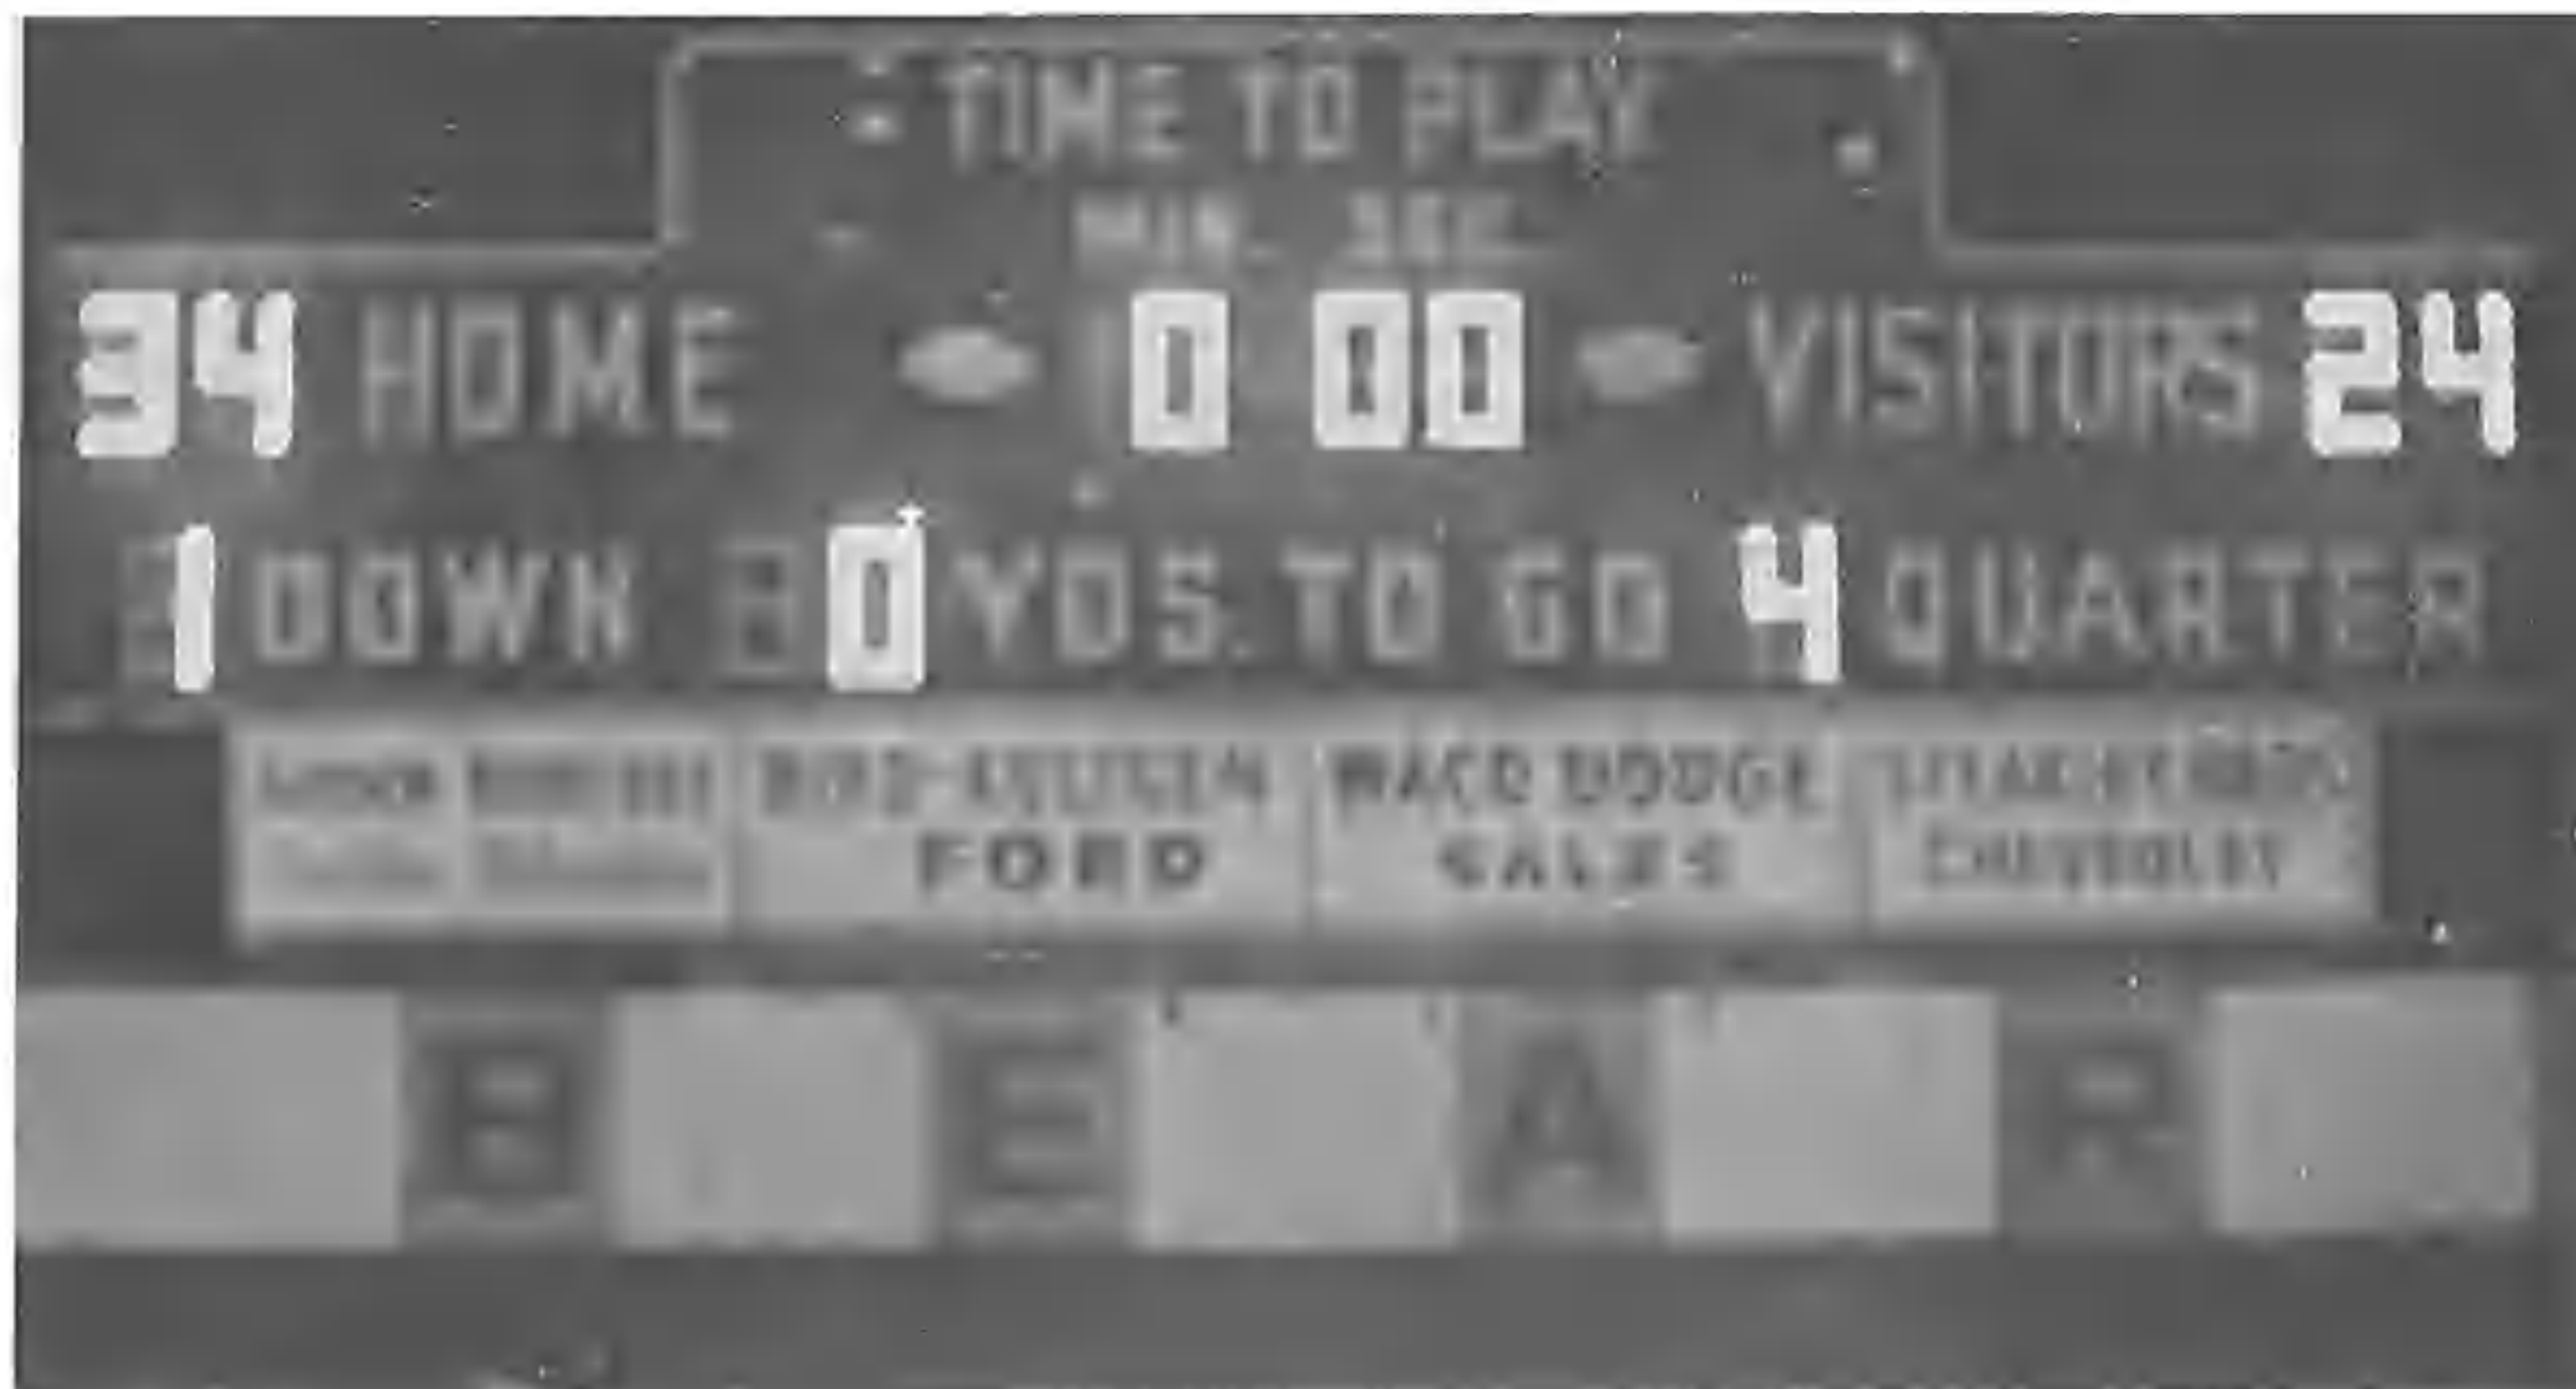 TIME TO PLAY
MIN. SEC.
34 HOME 0 00 VISITORS 24
1 DOWN 0 YDS. TO GO 4 QUARTER
FORD
WACO DODGE
SALES
CHEVROLET
B E A R